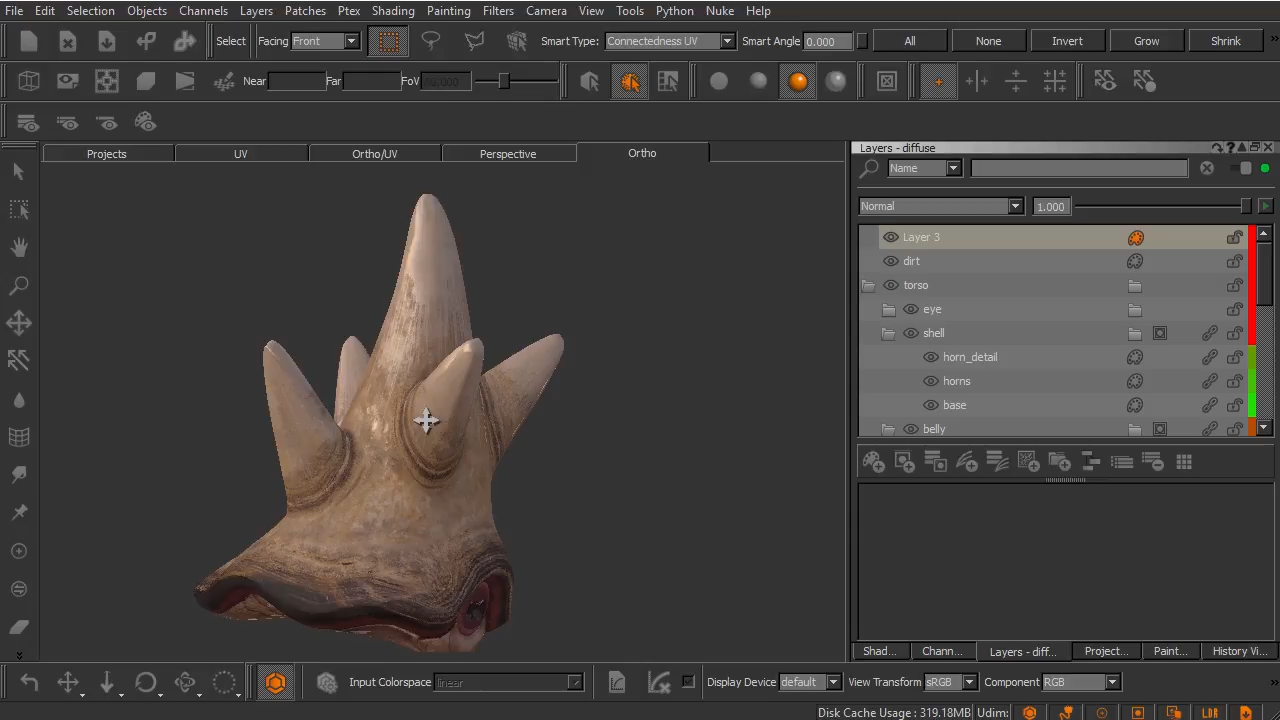 File Edit Selection Objects Channels Layers Patches Ptex Shading Painting Filters Camera View Tools Python Nuke Help
Select Facing Front Smart Type: Connectedness UV Smart Angle 0.000 All None Invert Grow Shrink
Near Far FoV
Projects UV Ortho/UV Perspective Ortho
Layers - diffuse
Name
Normal 1.000
Layer 3
dirt
torso
eye
shell
horn_detail
horns
base
belly
Shad... Chann... Layers - diff... Project... Paint... History Vi...
Input Colorspace linear Display Device default View Transform sRGB Component RGB
Disk Cache Usage : 319.18MB Udim: LDR